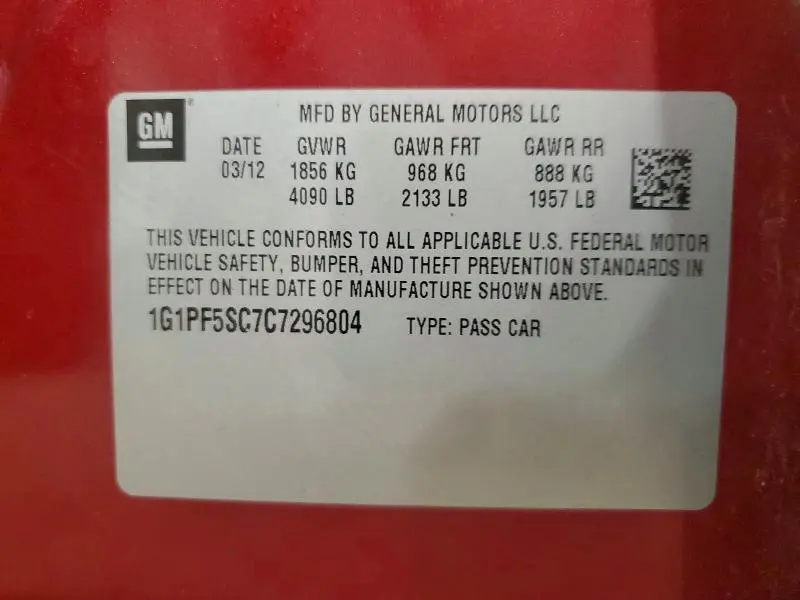 GM ®
MFD BY GENERAL MOTORS LLC
DATE GVWR GAWR FRT GAWR RR
03/12 1856 KG 968 KG 888 KG
4090 LB 2133 LB 1957 LB
THIS VEHICLE CONFORMS TO ALL APPLICABLE U.S. FEDERAL MOTOR
VEHICLE SAFETY, BUMPER, AND THEFT PREVENTION STANDARDS IN
EFFECT ON THE DATE OF MANUFACTURE SHOWN ABOVE.
1G1PF5SC7C7296804 TYPE: PASS CAR